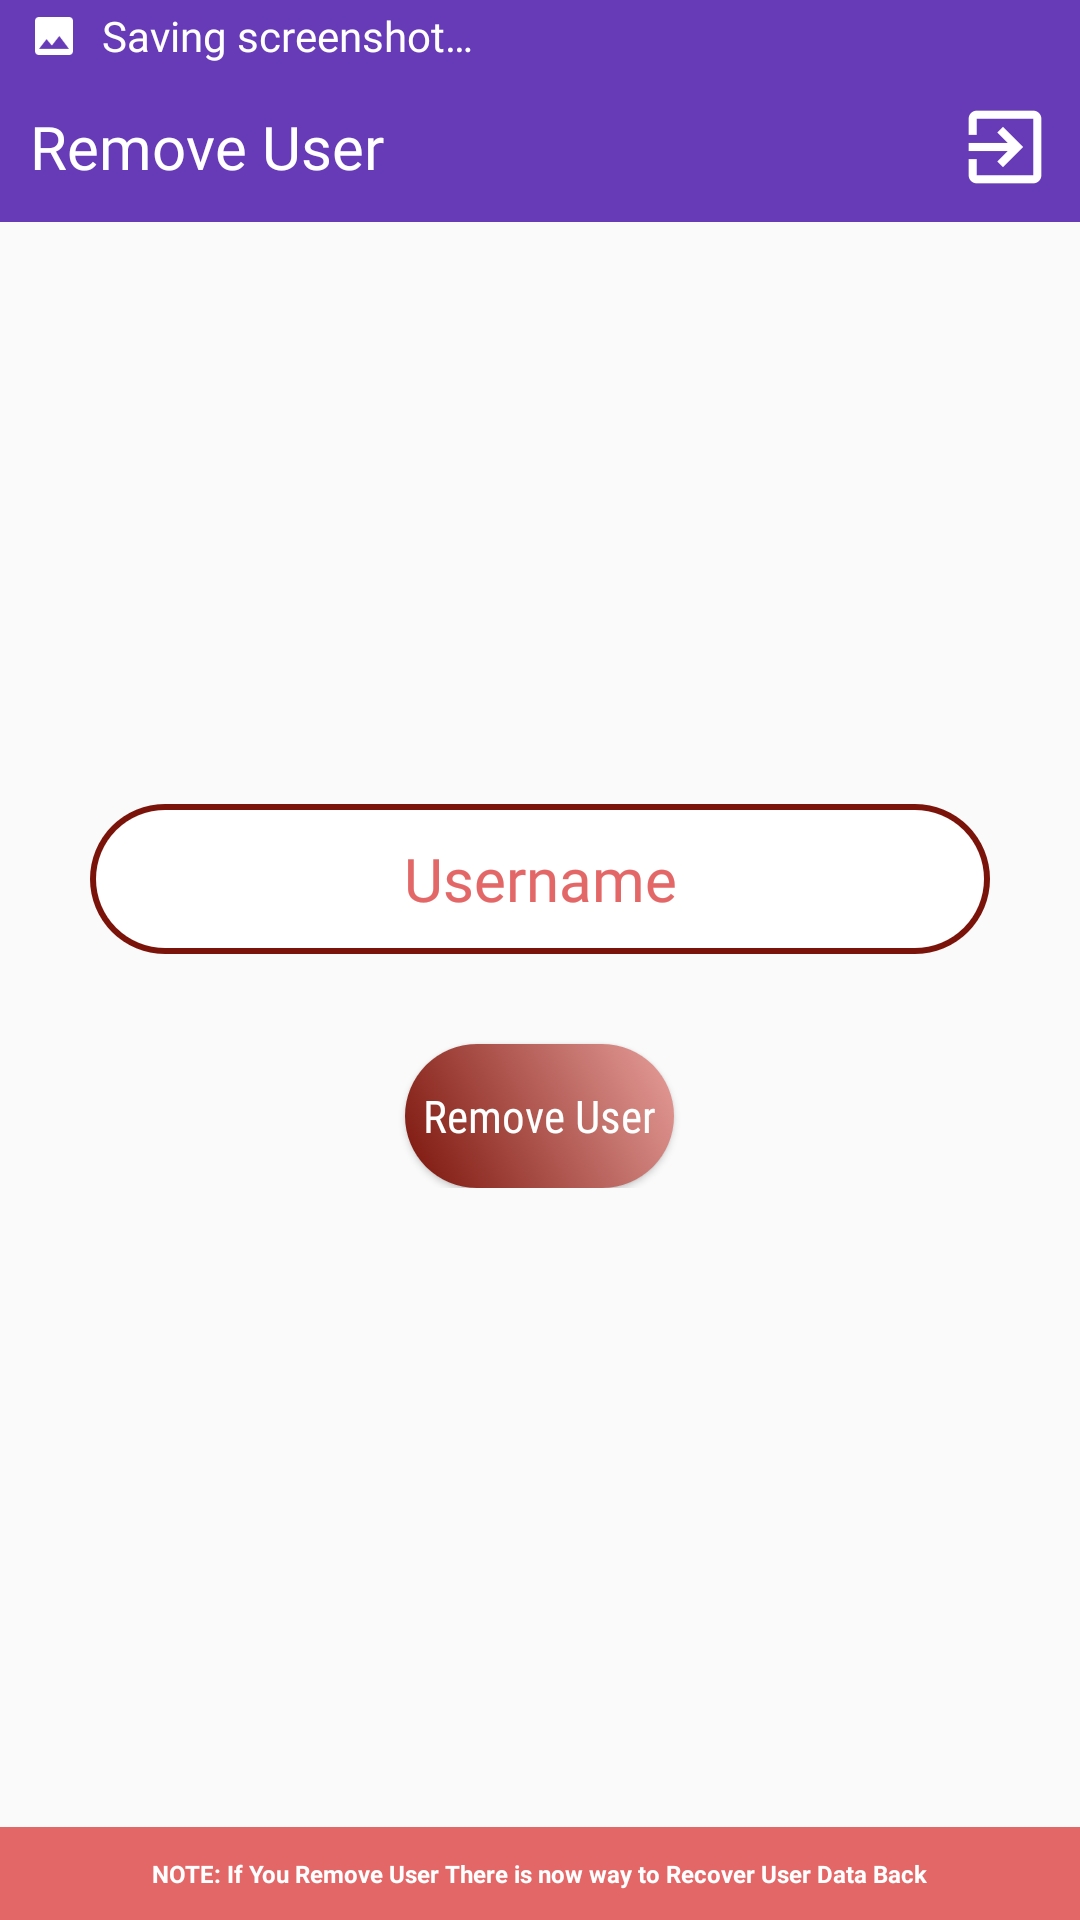 Saving screenshot...
Remove User
Username
Remove User
NOTE: If You Remove User There is now way to Recover User Data Back